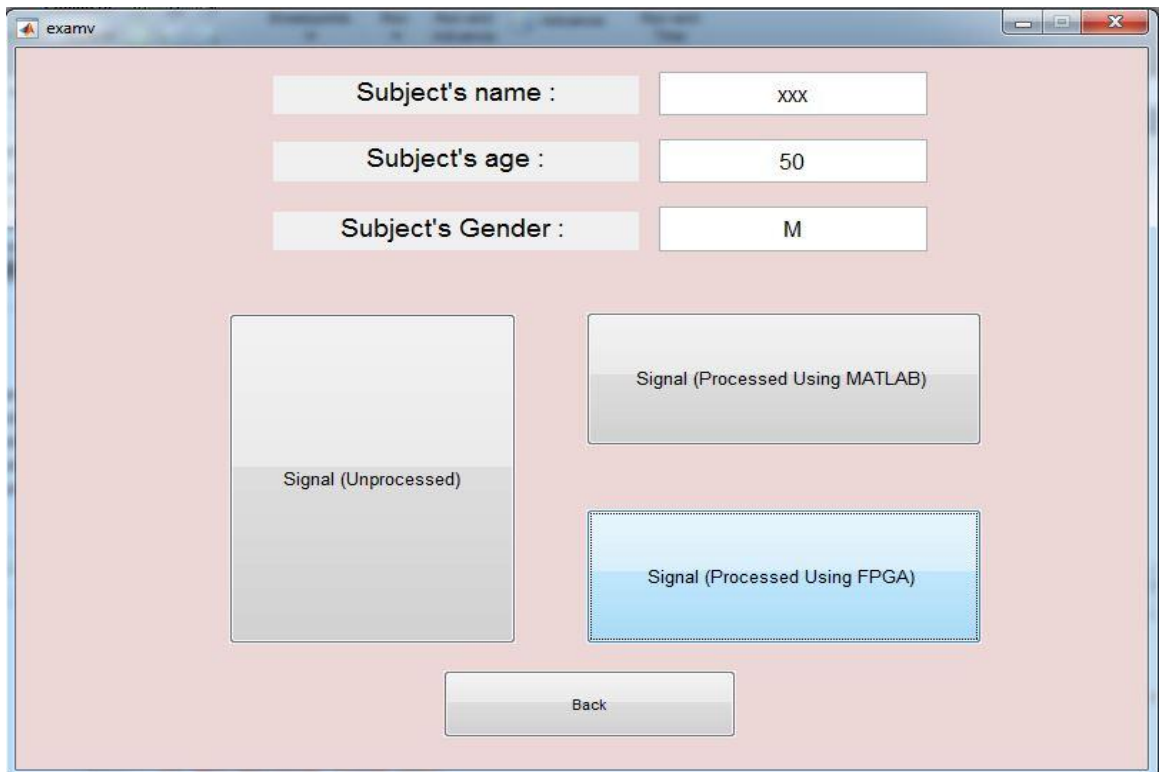 examv
Subject's name :
xxx
Subject's age :
50
Subject's Gender :
M
Signal (Unprocessed)
Signal (Processed Using MATLAB)
Signal (Processed Using FPGA)
Back